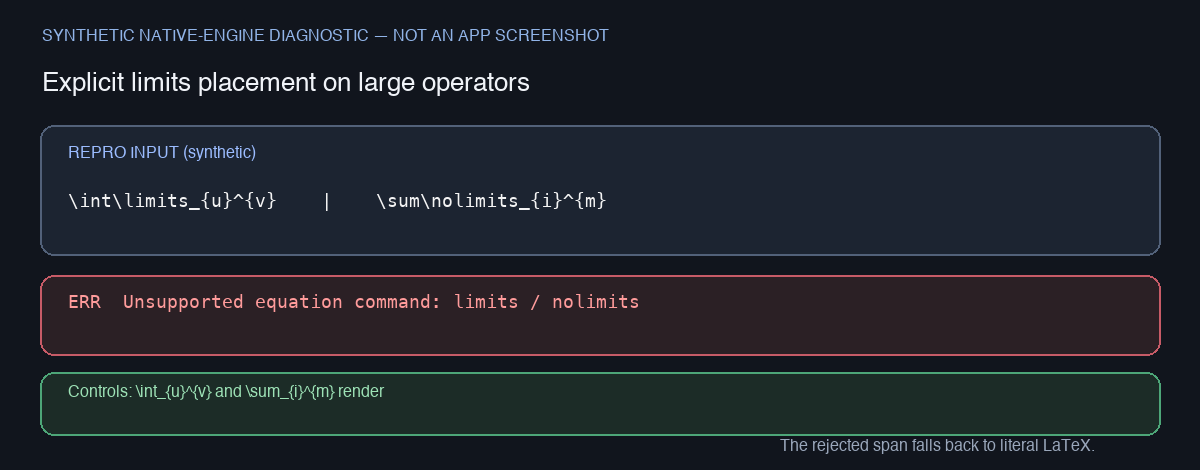 SYNTHETIC NATIVE-ENGINE DIAGNOSTIC — NOT AN APP SCREENSHOT
Explicit limits placement on large operators
REPRO INPUT (synthetic)
\int\limits_{u}^{v}    |    \sum\nolimits_{i}^{m}
ERR  Unsupported equation command: limits / nolimits
Controls: \int_{u}^{v} and \sum_{i}^{m} render
The rejected span falls back to literal LaTeX.